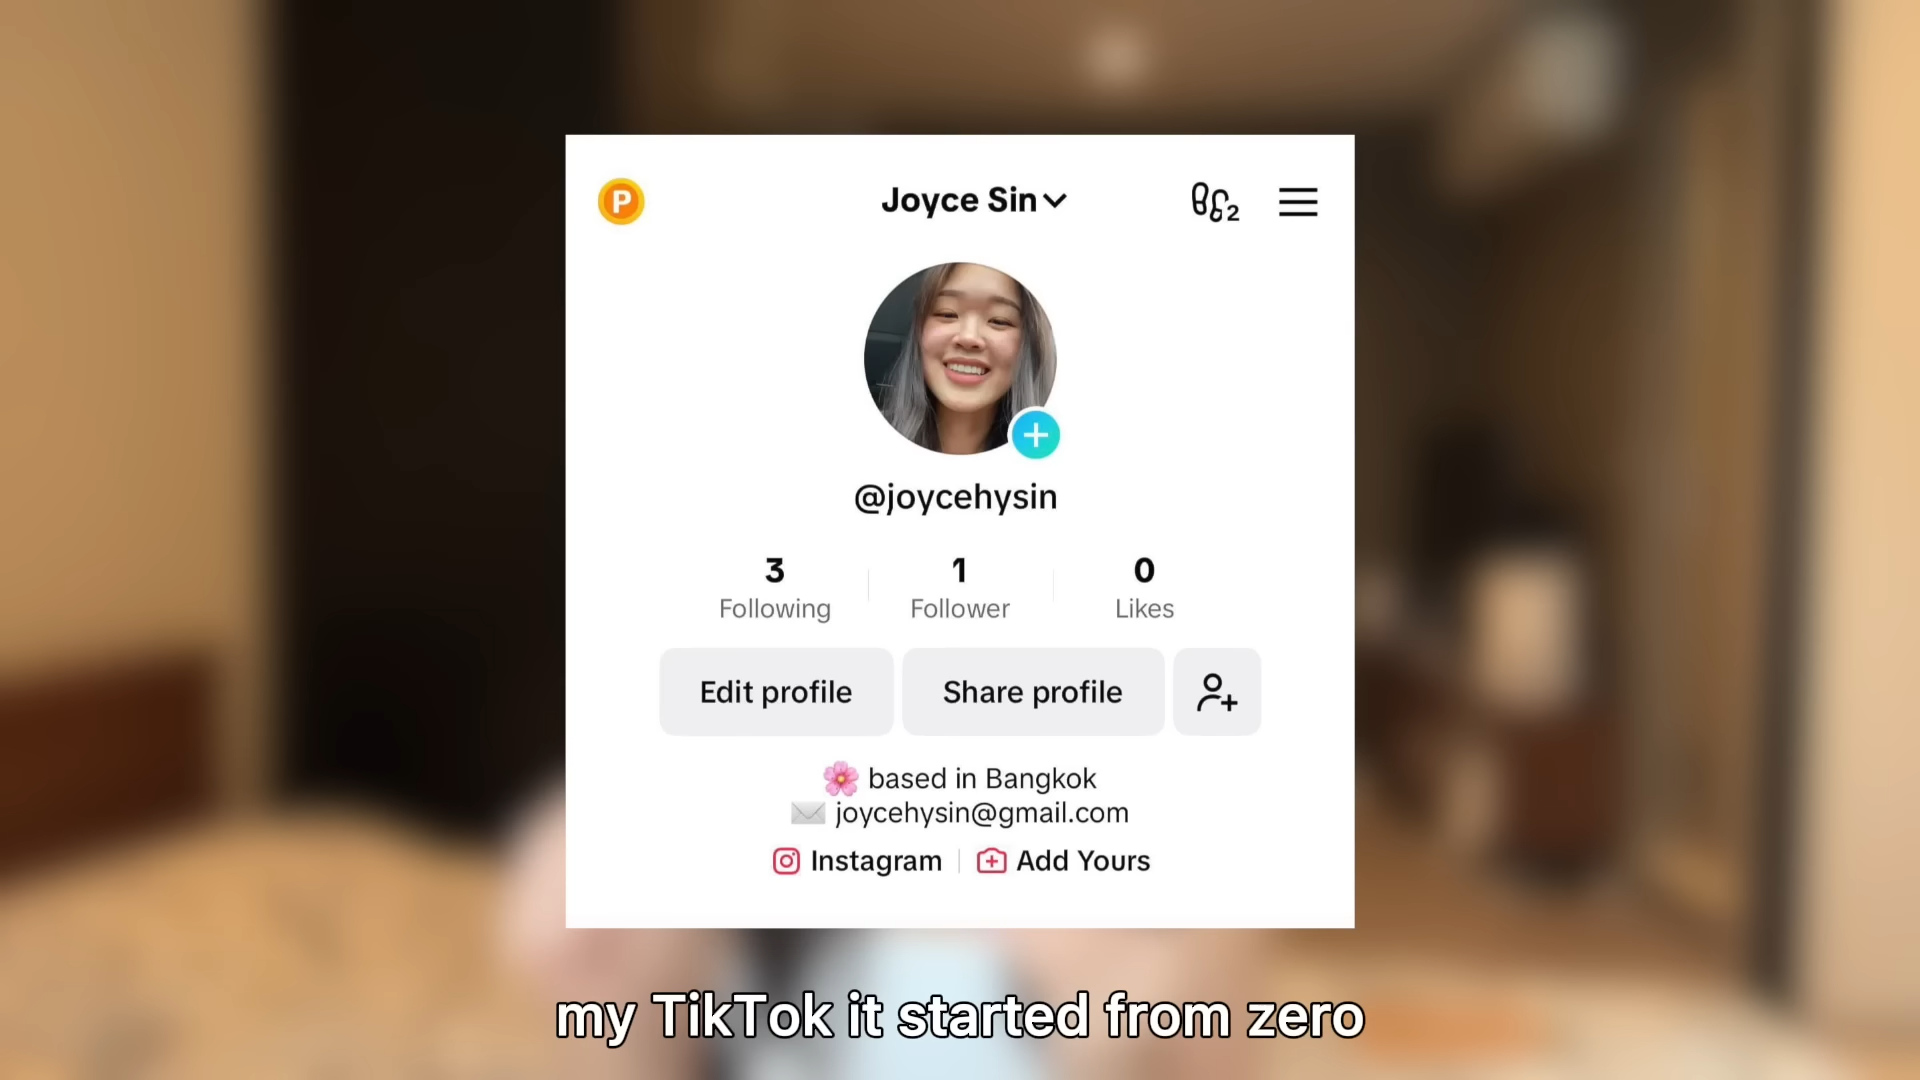 P
Joyce Sin
2
@joycehysin
3 1 0
Following Follower Likes
Edit profile Share profile
🌸 based in Bangkok
✉️ joycehysin@gmail.com
Instagram Add Yours
my TikTok it started from zero